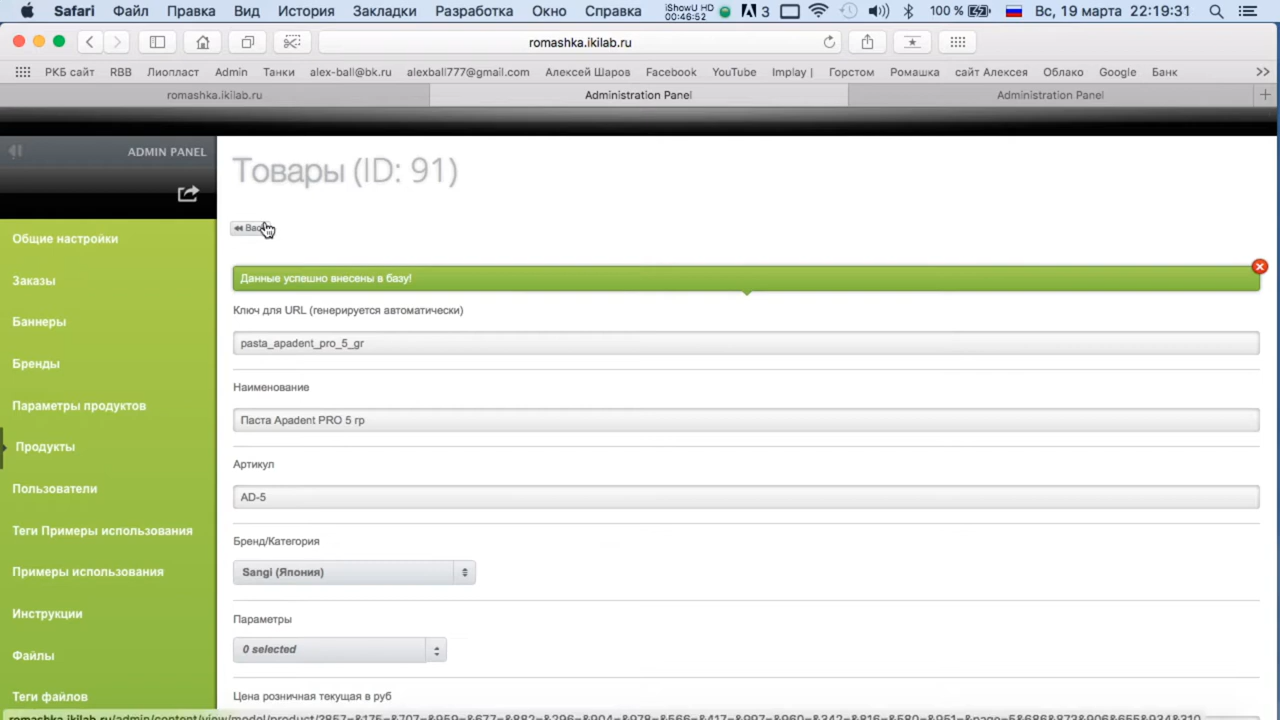 Safari Файл Правка Вид История Закладки Разработка Окно Справка iShowU HD 00:46:52 3 100 % Вс, 19 марта 22:19:31
romashka.ikilab.ru
РКБ сайт RBB Лиопласт Admin Танки alex-ball@bk.ru alexball777@gmail.com Алексей Шаров Facebook YouTube Implay | Горстом Ромашка сайт Алексея Облако Google Банк
romashka.ikilab.ru Administration Panel Administration Panel
ADMIN PANEL
Товары (ID: 91)
Общие настройки
Заказы
Баннеры
Бренды
Параметры продуктов
Продукты
Пользователи
Теги Примеры использования
Примеры использования
Инструкции
Файлы
Теги файлов
Данные успешно внесены в базу!
Ключ для URL (генерируется автоматически)
pasta_apadent_pro_5_gr
Наименование
Паста Apadent PRO 5 гр
Артикул
AD-5
Бренд/Категория
Sangi (Япония)
Параметры
0 selected
Цена розничная текущая в руб